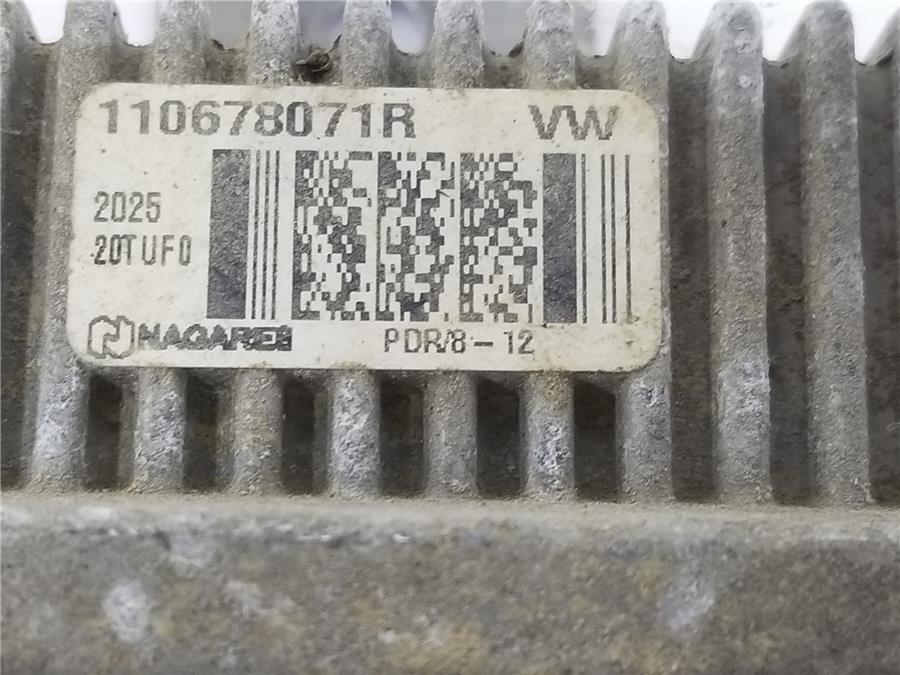 110678071R VW
2025
20TUF0
NAGARES PDR/8-12